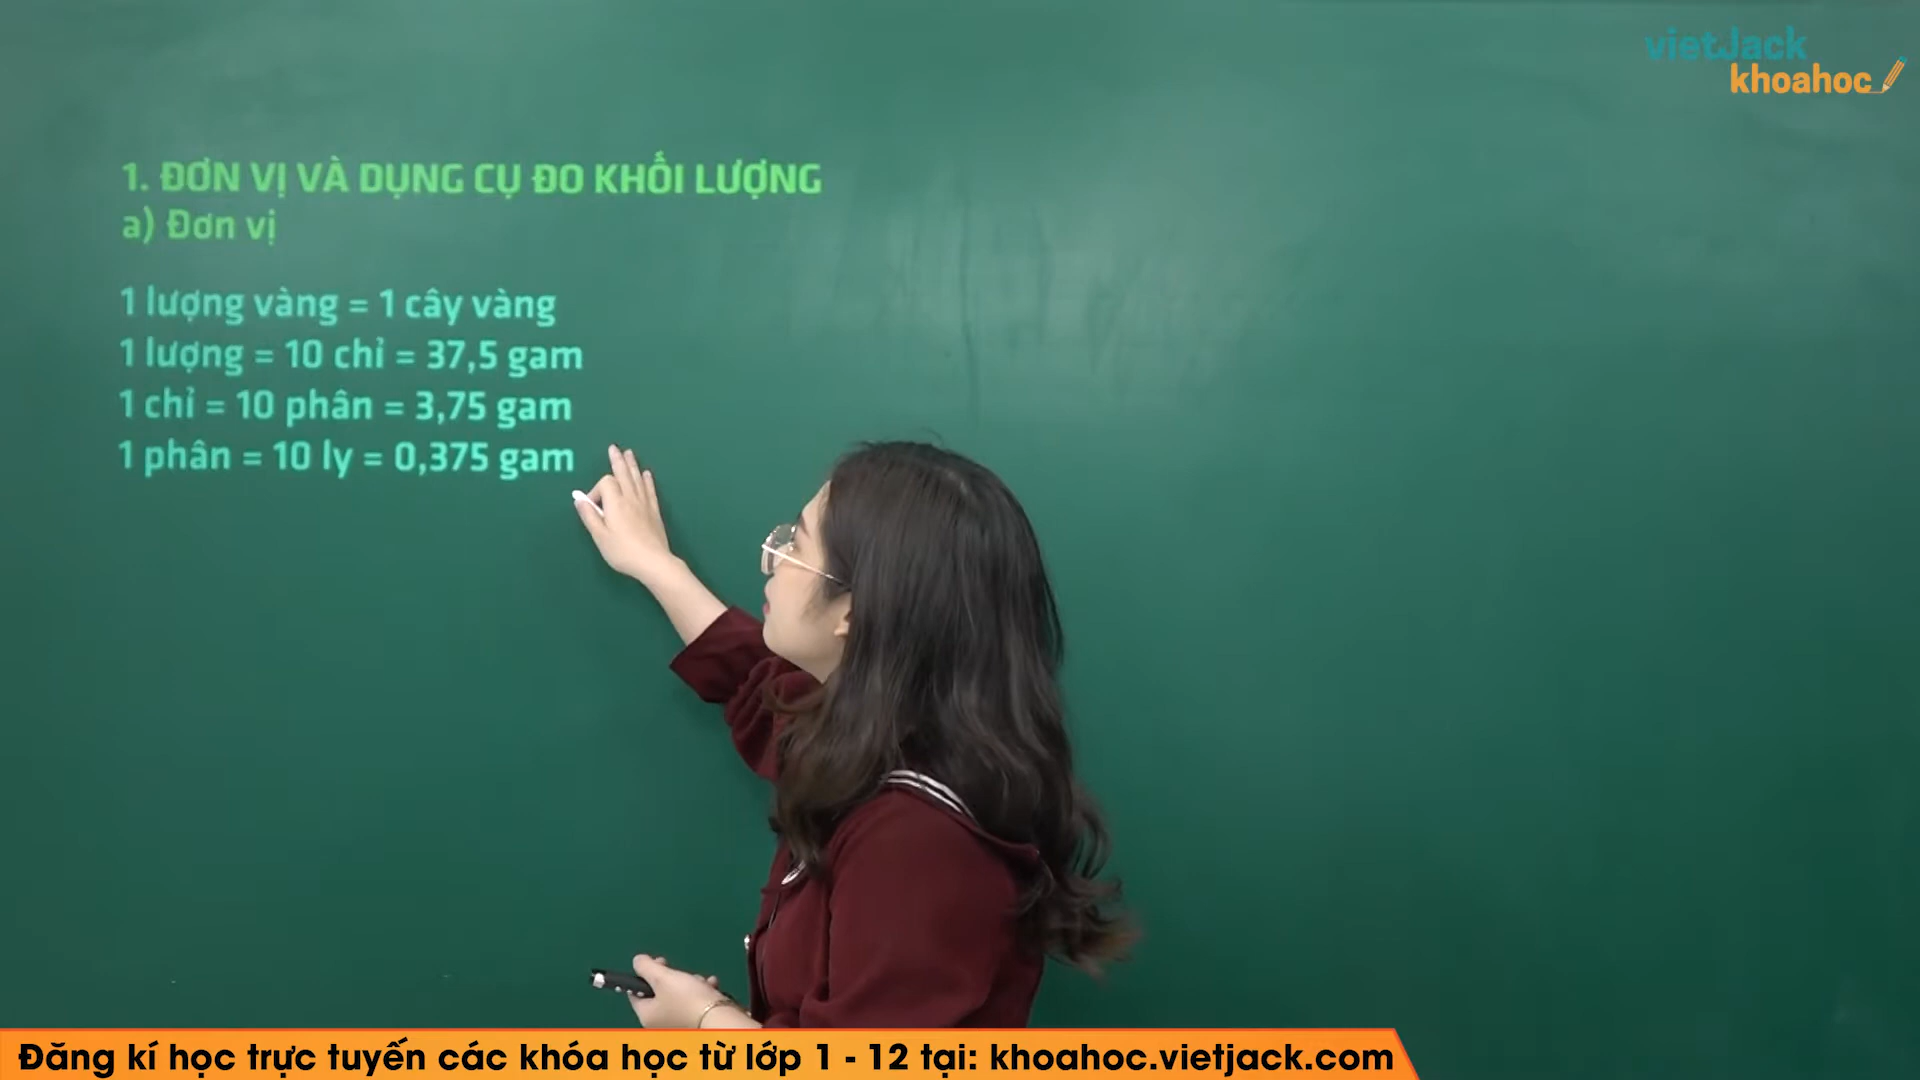 vietJack
khoahoc
1. ĐƠN VỊ VÀ DỤNG CỤ ĐO KHỐI LƯỢNG
a) Đơn vị
1 lượng vàng = 1 cây vàng
1 lượng = 10 chỉ = 37,5 gam
1 chỉ = 10 phân = 3,75 gam
1 phân = 10 ly = 0,375 gam
Đăng kí học trực tuyến các khóa học từ lớp 1 - 12 tại: khoahoc.vietjack.com